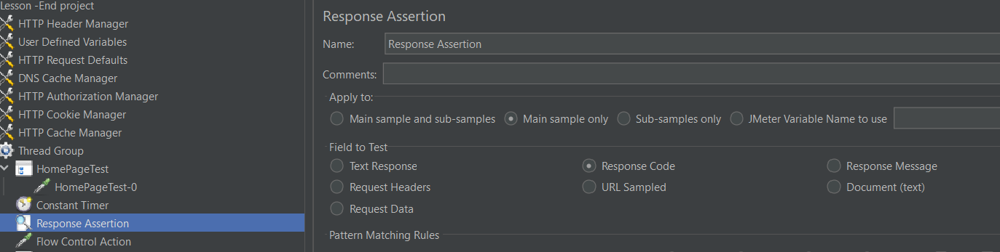 Lesson -End project
HTTP Header Manager
User Defined Variables
HTTP Request Defaults
DNS Cache Manager
HTTP Authorization Manager
HTTP Cookie Manager
HTTP Cache Manager
Thread Group
HomePageTest
HomePageTest-0
Constant Timer
Response Assertion
Flow Control Action
Response Assertion
Name: Response Assertion
Comments:
Apply to:
Main sample and sub-samples Main sample only Sub-samples only JMeter Variable Name to use
Field to Test
Text Response Response Code Response Message
Request Headers URL Sampled Document (text)
Request Data
Pattern Matching Rules